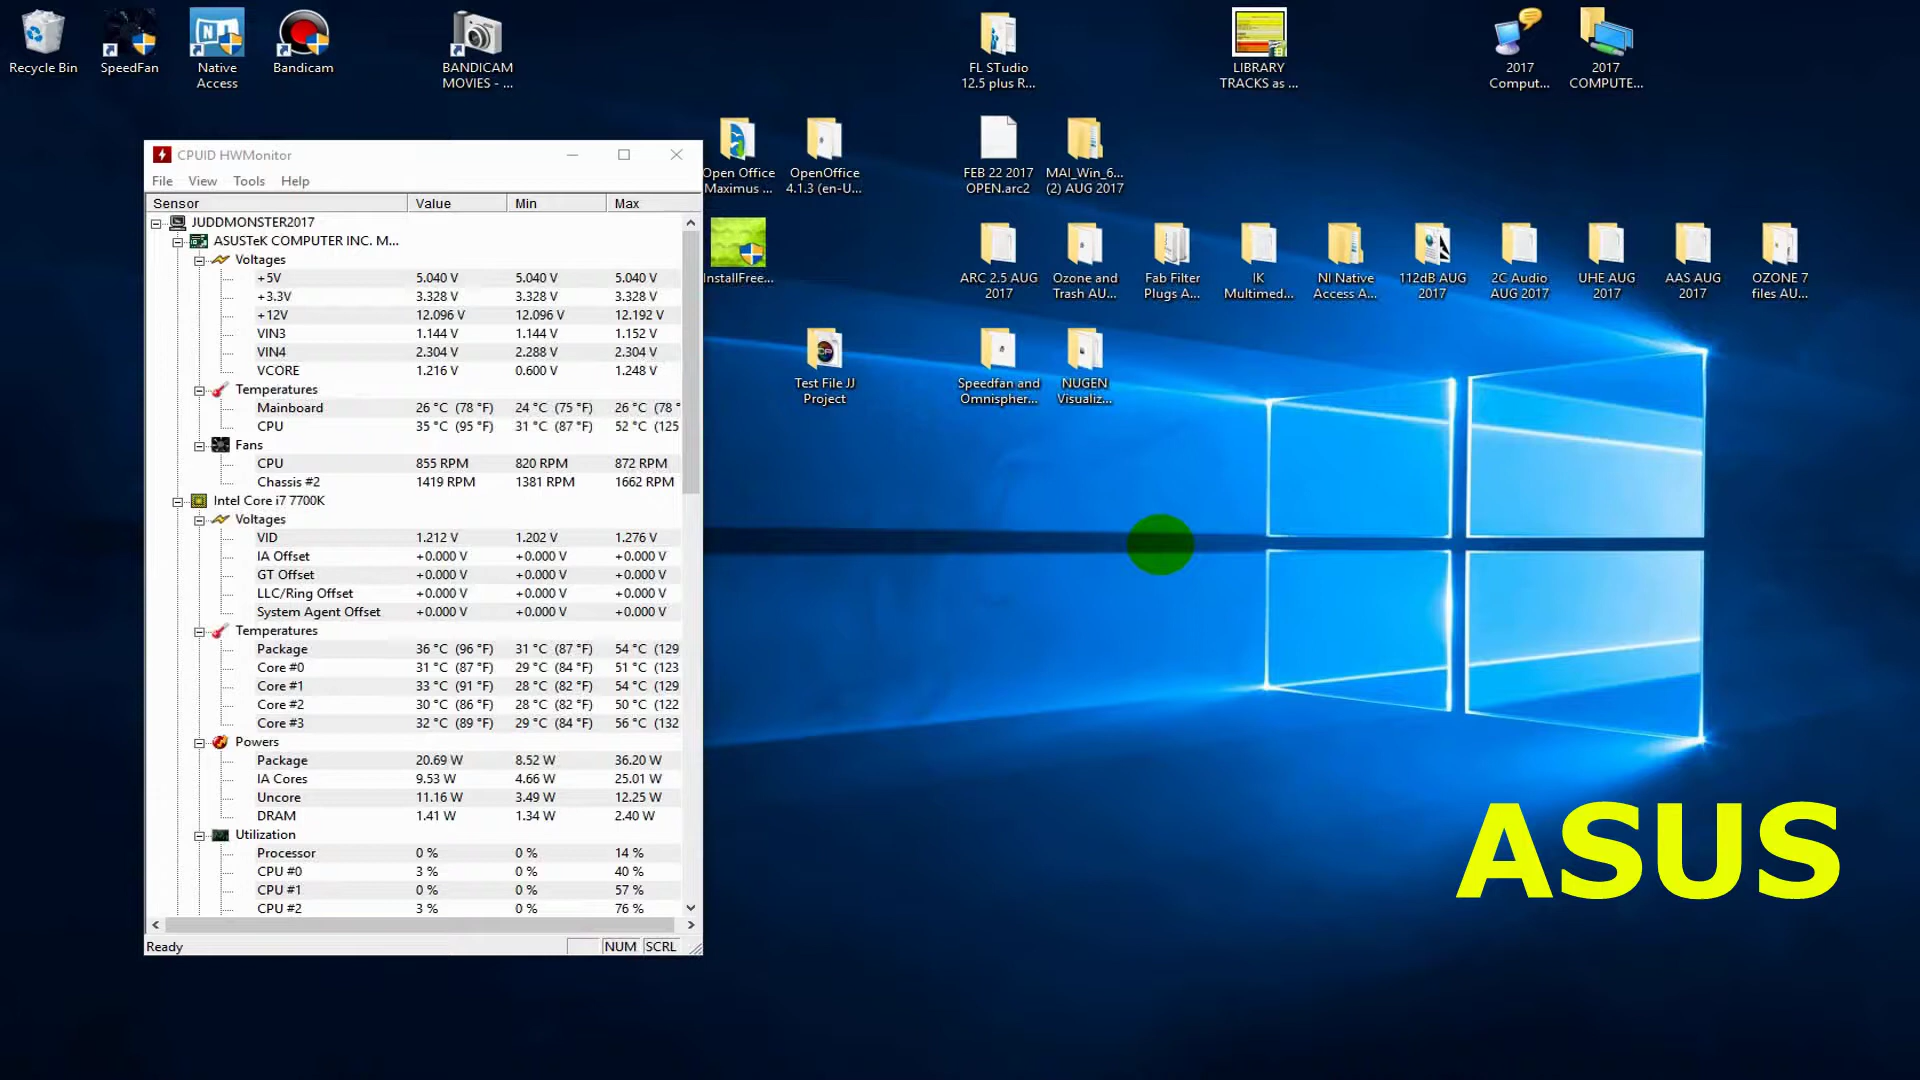 Recycle Bin
SpeedFan
Native
Access
Bandicam
BANDICAM
MOVIES - ...
FL STudio
12.5 plus R...
LIBRARY
TRACKS as ...
2017
Comput...
2017
COMPUTE...
Open Office
Maximus ...
OpenOffice
4.1.3 (en-U...
FEB 22 2017
OPEN.arc2
MAI_Win_6...
(2) AUG 2017
InstallFree...
ARC 2.5 AUG
2017
Ozone and
Trash AU...
Fab Filter
Plugs A...
IK
Multimed...
NI Native
Access A...
112dB AUG
2017
2C Audio
AUG 2017
UHE AUG
2017
AAS AUG
2017
OZONE 7
files AU...
Test File JJ
Project
Speedfan and
Omnispher...
NUGEN
Visualiz...
CPUID HWMonitor
File View Tools Help
Sensor Value Min Max
JUDDMONSTER2017
ASUSTeK COMPUTER INC. M...
Voltages
+5V 5.040 V 5.040 V 5.040 V
+3.3V 3.328 V 3.328 V 3.328 V
+12V 12.096 V 12.096 V 12.192 V
VIN3 1.144 V 1.144 V 1.152 V
VIN4 2.304 V 2.288 V 2.304 V
VCORE 1.216 V 0.600 V 1.248 V
Temperatures
Mainboard 26 °C (78 °F) 24 °C (75 °F) 26 °C (78 °
CPU 35 °C (95 °F) 31 °C (87 °F) 52 °C (125
Fans
CPU 855 RPM 820 RPM 872 RPM
Chassis #2 1419 RPM 1381 RPM 1662 RPM
Intel Core i7 7700K
Voltages
VID 1.212 V 1.202 V 1.276 V
IA Offset +0.000 V +0.000 V +0.000 V
GT Offset +0.000 V +0.000 V +0.000 V
LLC/Ring Offset +0.000 V +0.000 V +0.000 V
System Agent Offset +0.000 V +0.000 V +0.000 V
Temperatures
Package 36 °C (96 °F) 31 °C (87 °F) 54 °C (129
Core #0 31 °C (87 °F) 29 °C (84 °F) 51 °C (123
Core #1 33 °C (91 °F) 28 °C (82 °F) 54 °C (129
Core #2 30 °C (86 °F) 28 °C (82 °F) 50 °C (122
Core #3 32 °C (89 °F) 29 °C (84 °F) 56 °C (132
Powers
Package 20.69 W 8.52 W 36.20 W
IA Cores 9.53 W 4.66 W 25.01 W
Uncore 11.16 W 3.49 W 12.25 W
DRAM 1.41 W 1.34 W 2.40 W
Utilization
Processor 0 % 0 % 14 %
CPU #0 3 % 0 % 40 %
CPU #1 0 % 0 % 57 %
CPU #2 3 % 0 % 76 %
Ready NUM SCRL
ASUS